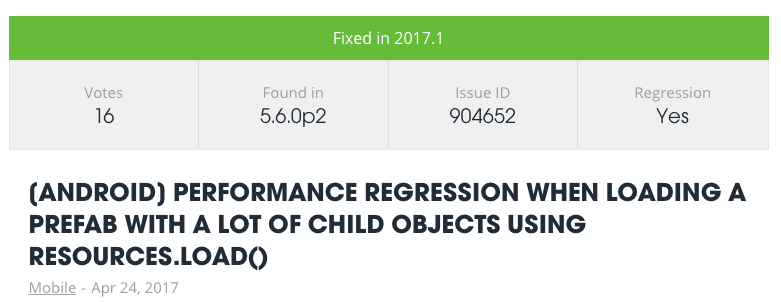 Fixed in 2017.1
Votes Found in Issue ID Regression
16 5.6.0p2 904652 Yes
(ANDROID) PERFORMANCE REGRESSION WHEN LOADING A
PREFAB WITH A LOT OF CHILD OBJECTS USING
RESOURCES.LOAD()
Mobile - Apr 24, 2017